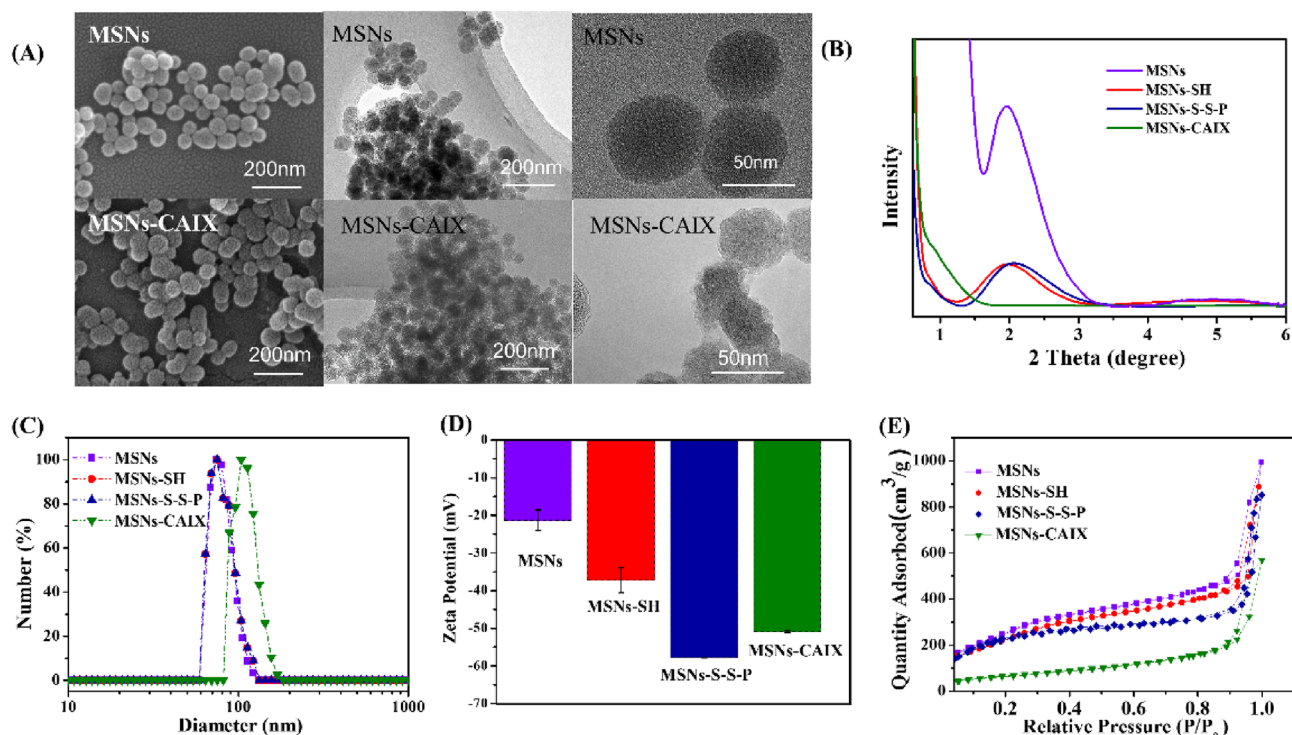 (A)
MSNs
200nm
MSNs
200nm
MSNs
50nm
MSNs-CAIX
200nm
MSNs-CAIX
200nm
MSNs-CAIX
50nm
(B)
Intensity
MSNs
MSNs-SH
MSNs-S-S-P
MSNs-CAIX
1 2 3 4 5 6
2 Theta (degree)
(C)
Number (%)
100
80
60
40
20
0
MSNs
MSNs-SH
MSNs-S-S-P
MSNs-CAIX
10 100 1000
Diameter (nm)
(D)
Zeta Potential (mV)
0
-10
-20
-30
-40
-50
-60
-70
MSNs
MSNs-SH
MSNs-S-S-P
MSNs-CAIX
(E)
Quantity Adsorbed(cm³/g)
1000
800
600
400
200
0
MSNs
MSNs-SH
MSNs-S-S-P
MSNs-CAIX
0.2 0.4 0.6 0.8 1.0
Relative Pressure